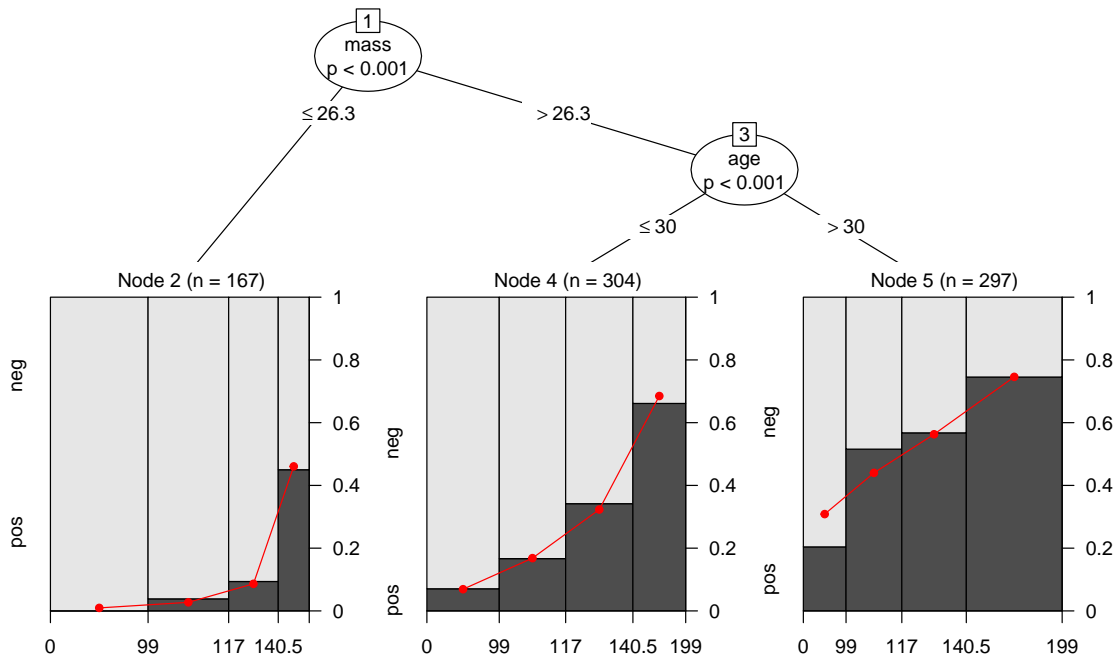 1
mass
p < 0.001
≤ 26.3
> 26.3
3
age
p < 0.001
≤ 30
> 30
Node 2 (n = 167)
neg
pos
1
0.8
0.6
0.4
0.2
0
0 99 117 140.5
Node 4 (n = 304)
neg
pos
1
0.8
0.6
0.4
0.2
0
0 99 117 140.5 199
Node 5 (n = 297)
neg
pos
1
0.8
0.6
0.4
0.2
0
0 99 117 140.5 199